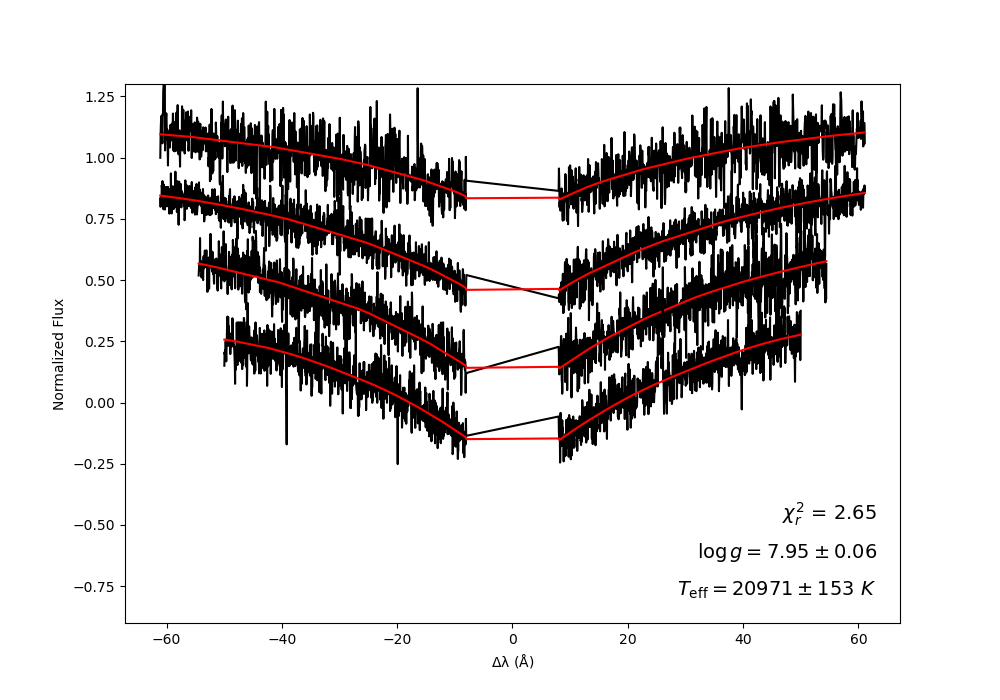 1.25
1.00
0.75
0.50
0.25
0.00
−0.25
−0.50
−0.75
Normalized Flux
χ²ᵣ = 2.65
log g = 7.95 ± 0.06
T_eff = 20971 ± 153 K
−60 −40 −20 0 20 40 60
Δλ (Å)